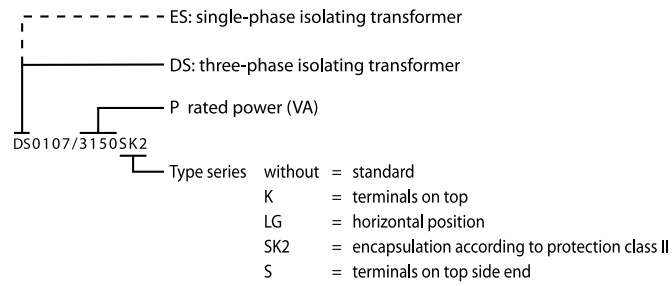 ES: single-phase isolating transformer
DS: three-phase isolating transformer
P rated power (VA)
DS0107/3150SK2
Type series without = standard
K = terminals on top
LG = horizontal position
SK2 = encapsulation according to protection class II
S = terminals on top side end